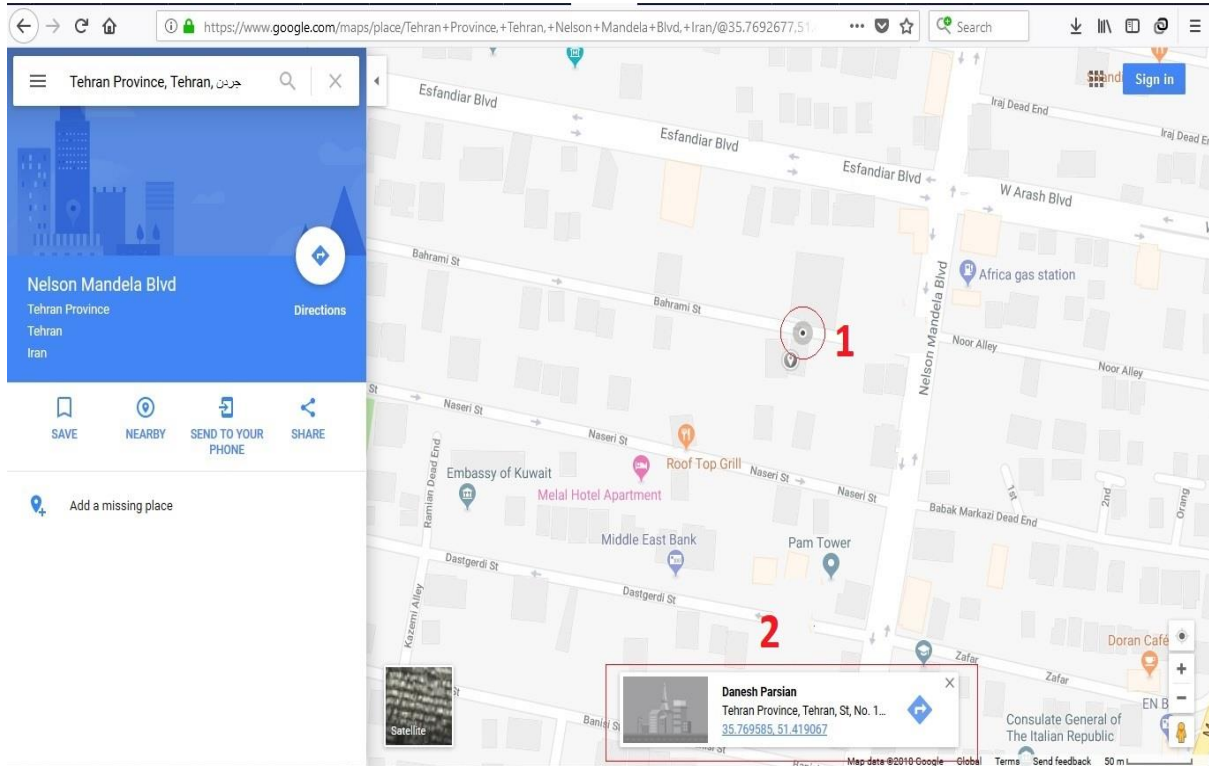 https://www.google.com/maps/place/Tehran+Province,+Tehran,+Nelson+Mandela+Blvd,+Iran/@35.7692677,51
Search
Tehran Province, Tehran, جردن
Sign in
Nelson Mandela Blvd
Tehran Province
Tehran
Iran
Directions
SAVE
NEARBY
SEND TO YOUR
PHONE
SHARE
Add a missing place
Esfandiar Blvd
Esfandiar Blvd
Esfandiar Blvd
Iraj Dead End
Iraj Dead
W Arash Blvd
Bahrami St
Bahrami St
Africa gas station
Nelson Mandela Blvd
1
Noor Alley
Noor Alley
St
Naseri St
Naseri St
Roof Top Grill
Naseri St
Naseri St
Ramian Dead End
Embassy of Kuwait
Melal Hotel Apartment
1st
2nd
Orang
Babak Markazi Dead End
Middle East Bank
Pam Tower
Dastgerdi St
Dastgerdi St
Kazemi Alley
2
Doran Café
Zafar
Zafar
Satellite
St
Banisi St
Danesh Parsian
Tehran Province, Tehran, St, No. 1...
35.769585, 51.419067
EN B
Consulate General of
The Italian Republic
Map data ©2018 Google
Global
Terms
Send feedback
50 m